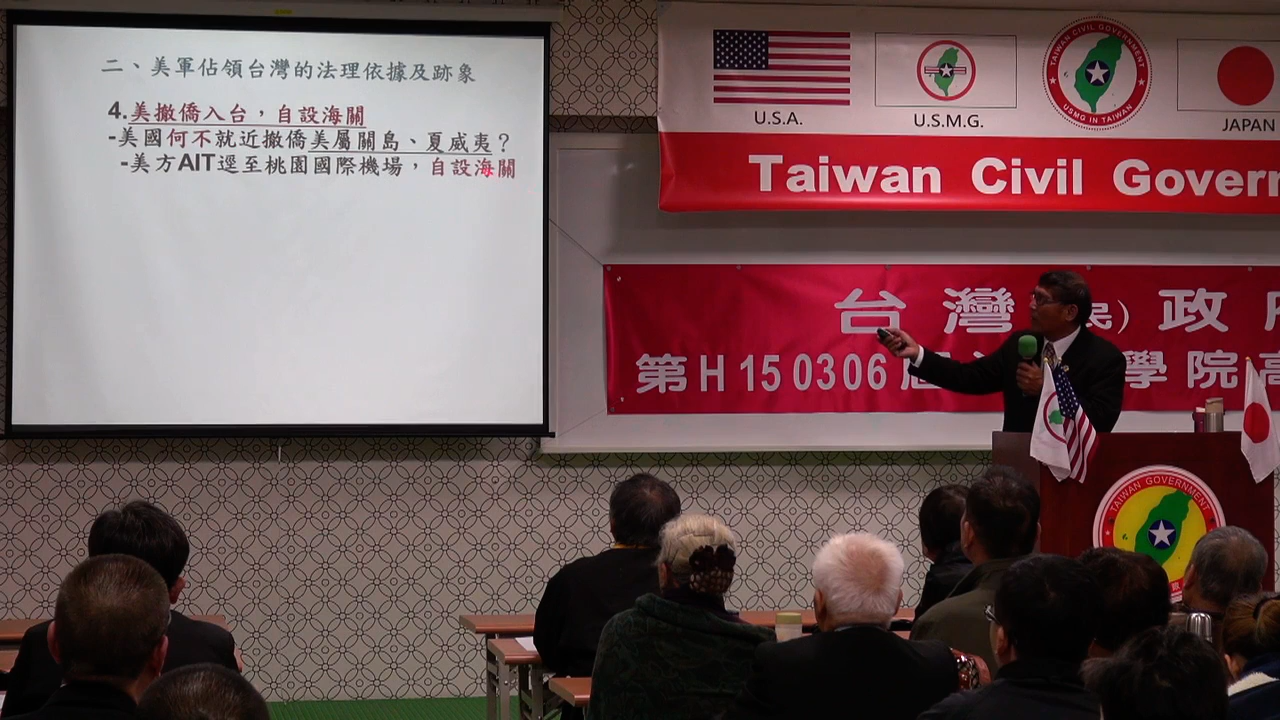 二、美軍佔領台灣的法理依據及跡象
4.美撤僑入台，自設海關
-美國何不就近撤僑美屬關島、夏威夷？
-美方AIT逕至桃園國際機場，自設海關
U.S.A.
U.S.M.G.
TAIWAN CIVIL GOVERNMENT
USMG IN TAIWAN
JAPAN
Taiwan Civil Govern
台灣 民）政
第H150306屆 學院高
TAIWAN GOVERNMENT